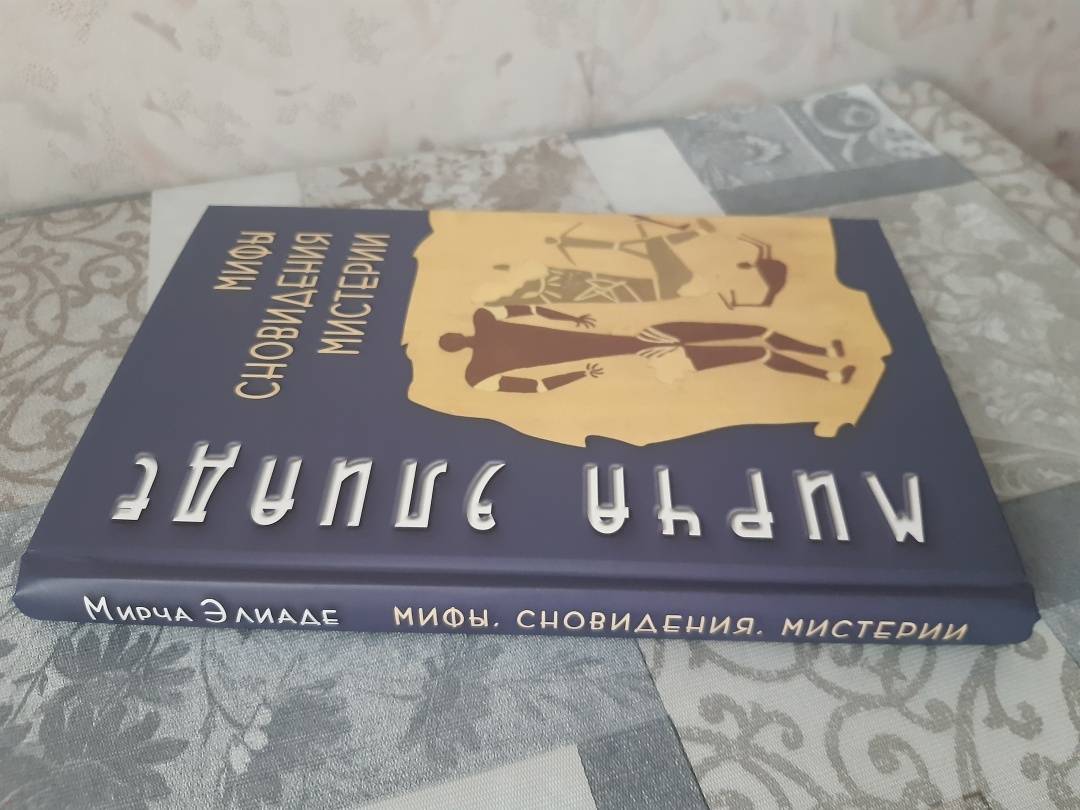 МИФЫ
СНОВИДЕНИЯ
МИСТЕРИИ
МИРЧА ЭЛИАДЕ
МИРЧА ЭЛИАДЕ МИФЫ. СНОВИДЕНИЯ. МИСТЕРИИ